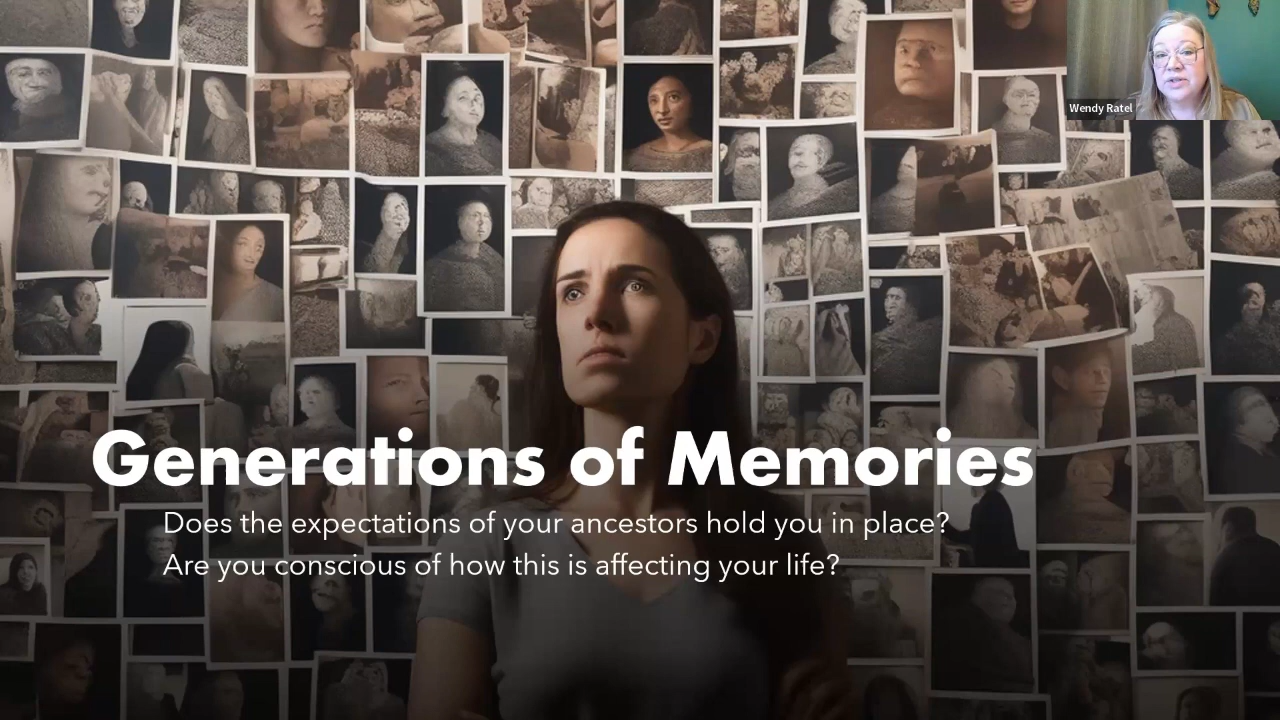 Wendy Ratel
Generations of Memories
Does the expectations of your ancestors hold you in place?
Are you conscious of how this is affecting your life?